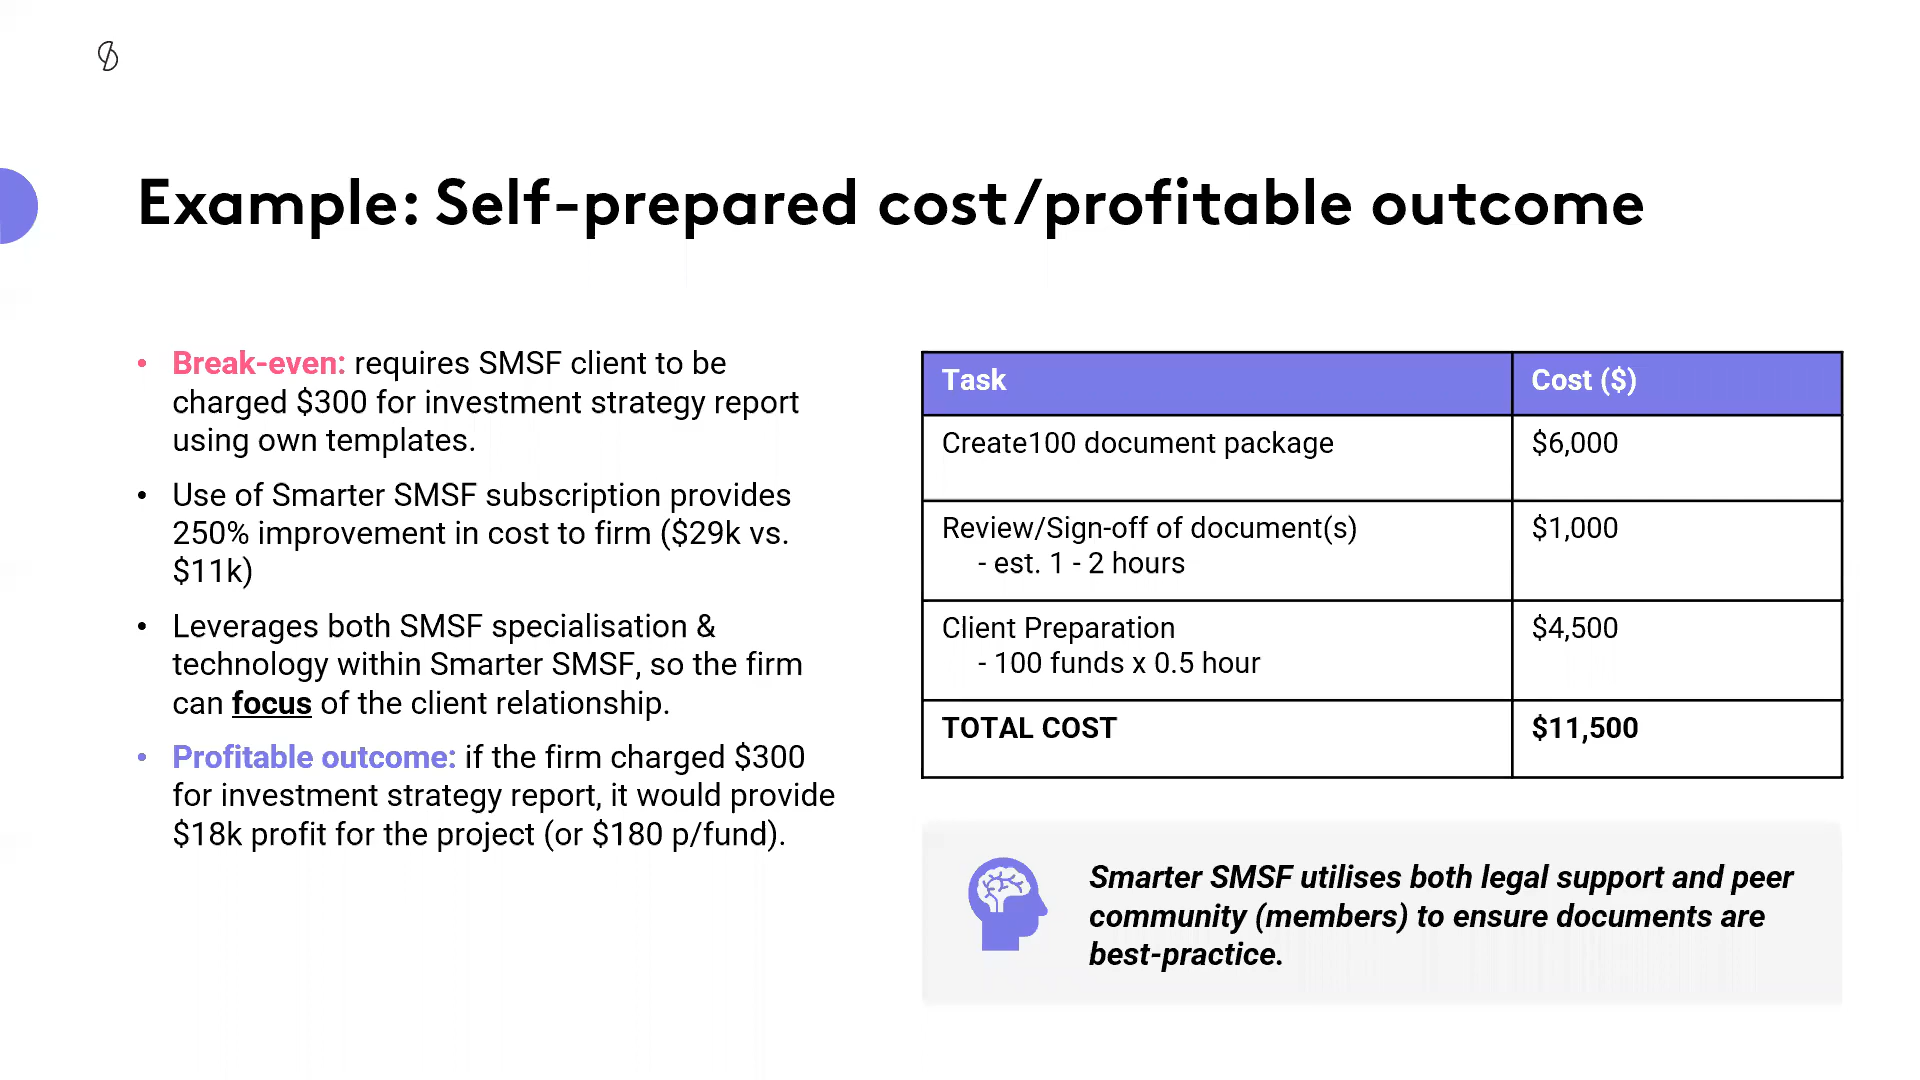 Example: Self-prepared cost/profitable outcome
• Break-even: requires SMSF client to be
charged $300 for investment strategy report
using own templates.
• Use of Smarter SMSF subscription provides
250% improvement in cost to firm ($29k vs.
$11k)
• Leverages both SMSF specialisation &
technology within Smarter SMSF, so the firm
can focus of the client relationship.
• Profitable outcome: if the firm charged $300
for investment strategy report, it would provide
$18k profit for the project (or $180 p/fund).
Task Cost ($)
Create100 document package $6,000
Review/Sign-off of document(s) $1,000
- est. 1 - 2 hours
Client Preparation $4,500
- 100 funds x 0.5 hour
TOTAL COST $11,500
Smarter SMSF utilises both legal support and peer
community (members) to ensure documents are
best-practice.